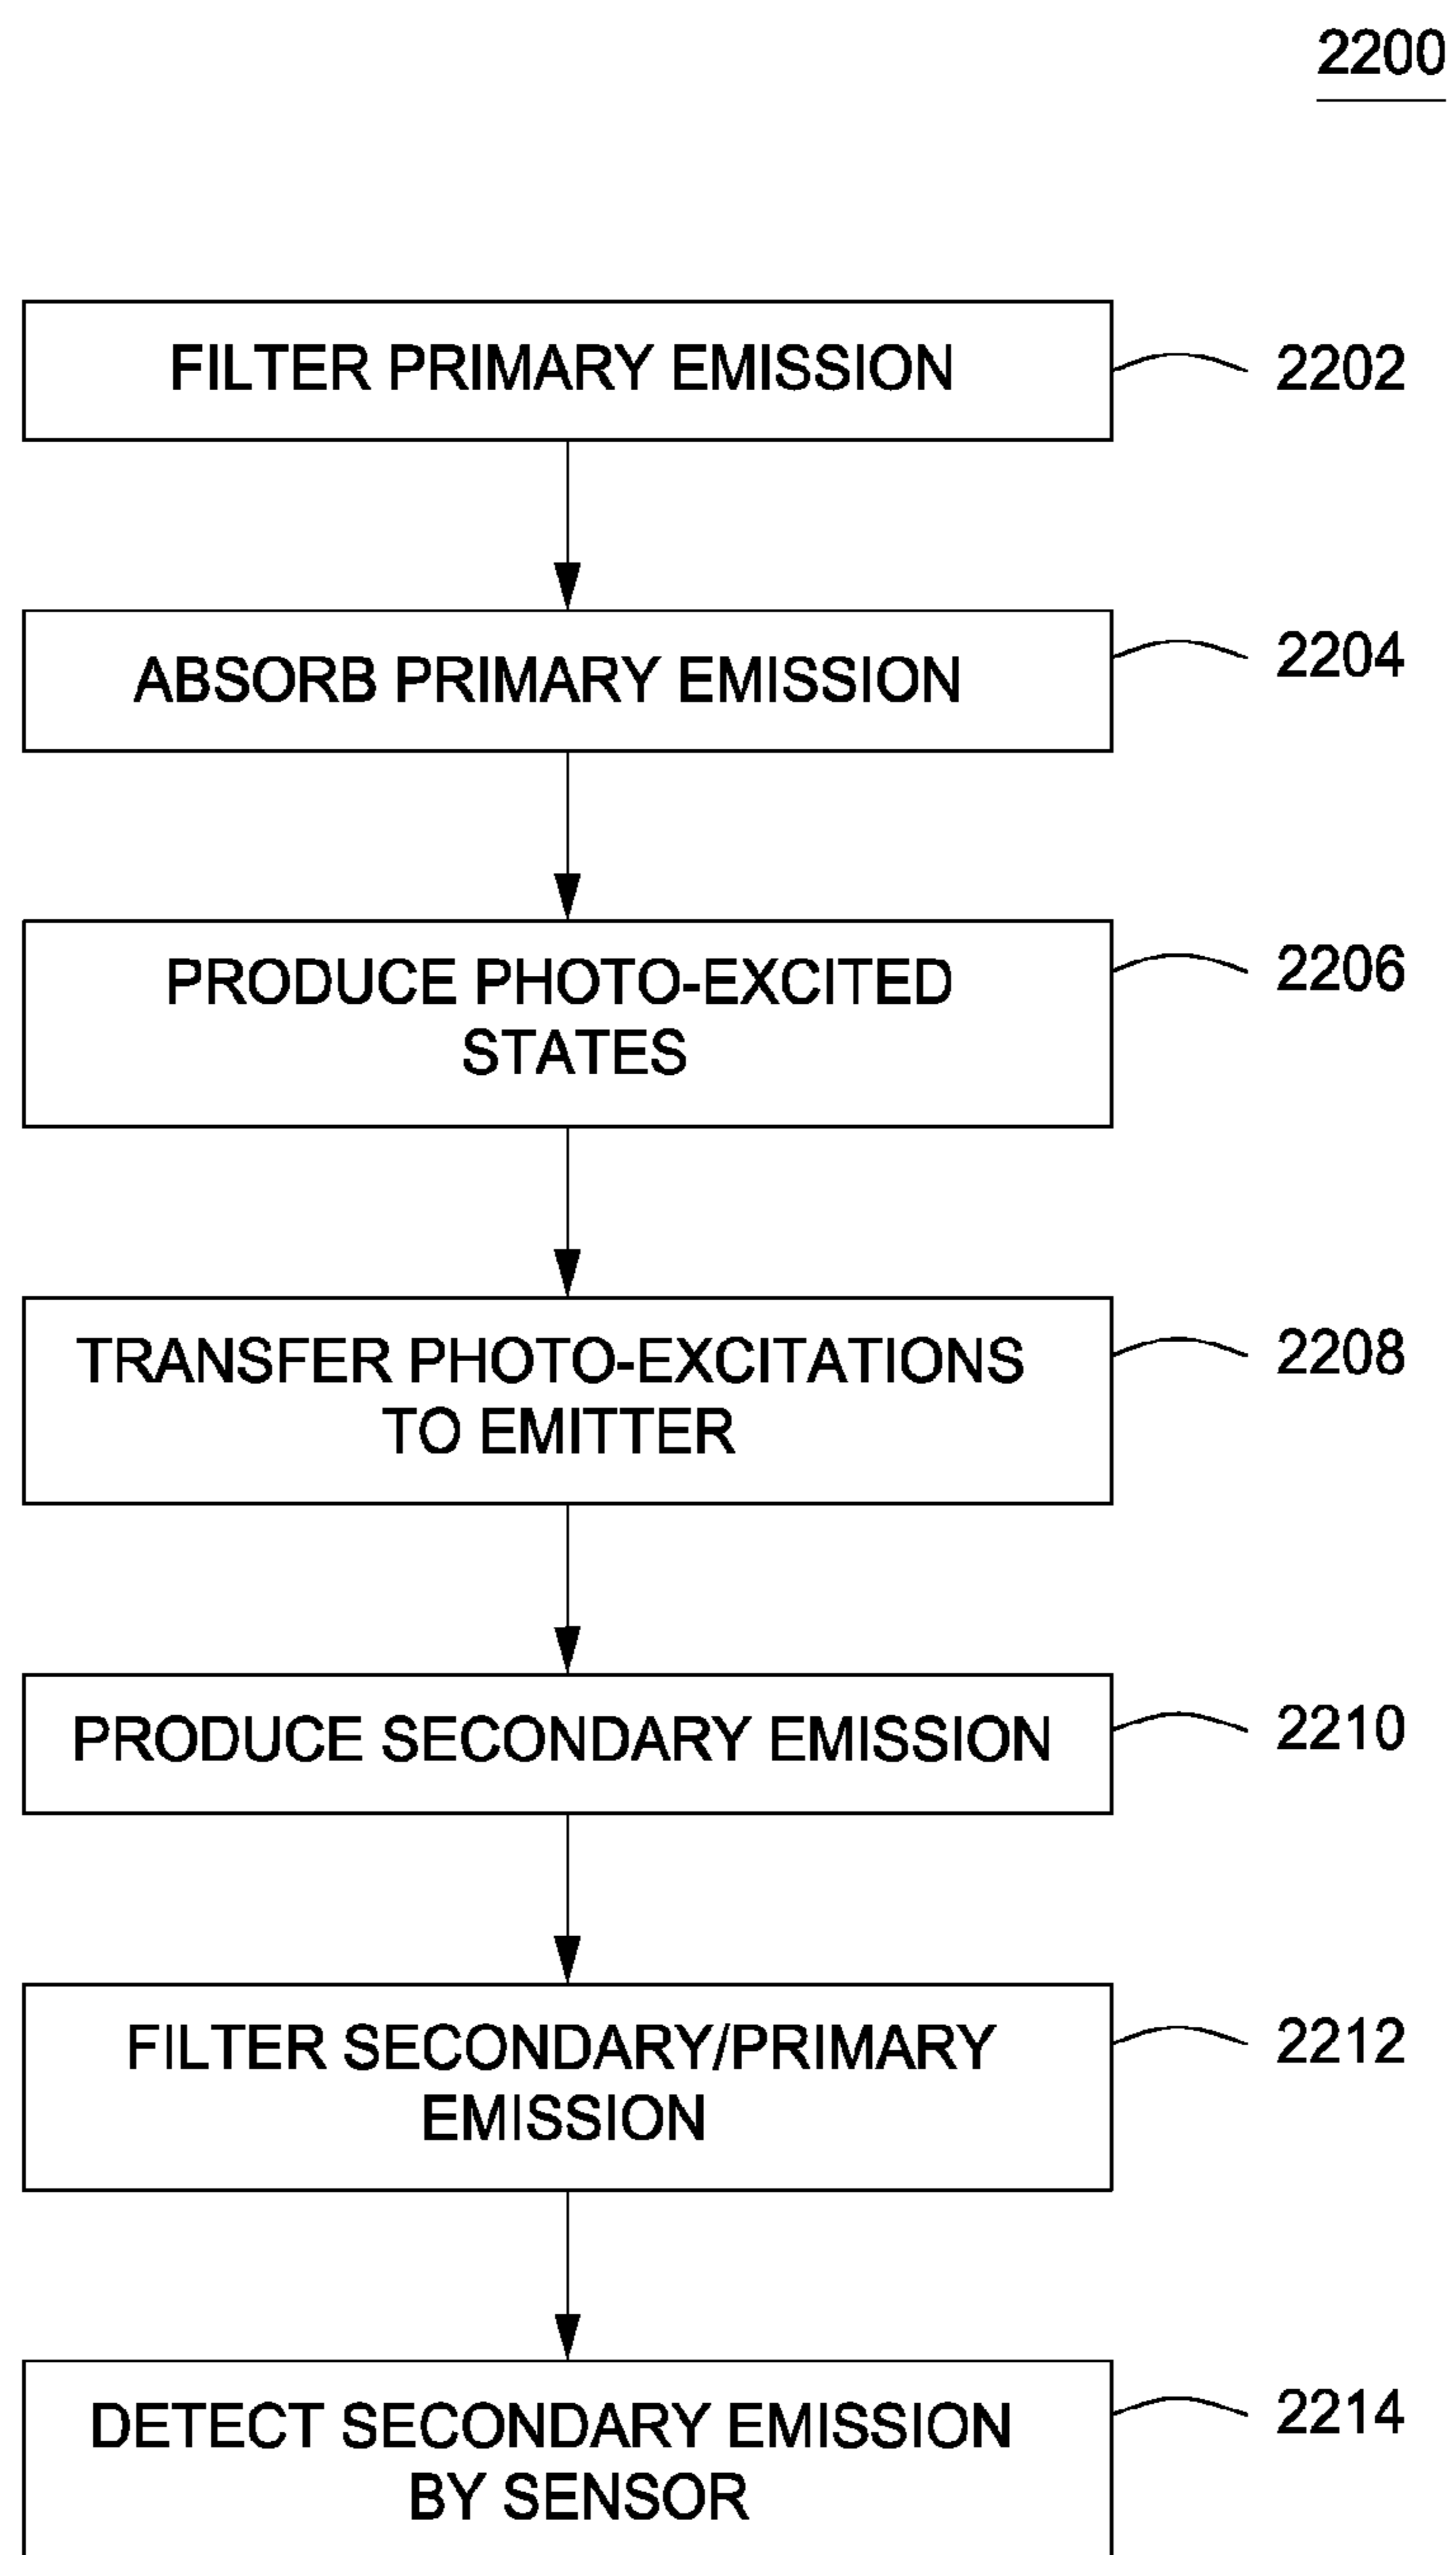 2200
FILTER PRIMARY EMISSION
2202
ABSORB PRIMARY EMISSION
2204
PRODUCE PHOTO-EXCITED
STATES
2206
TRANSFER PHOTO-EXCITATIONS
TO EMITTER
2208
PRODUCE SECONDARY EMISSION
2210
FILTER SECONDARY/PRIMARY
EMISSION
2212
DETECT SECONDARY EMISSION
BY SENSOR
2214